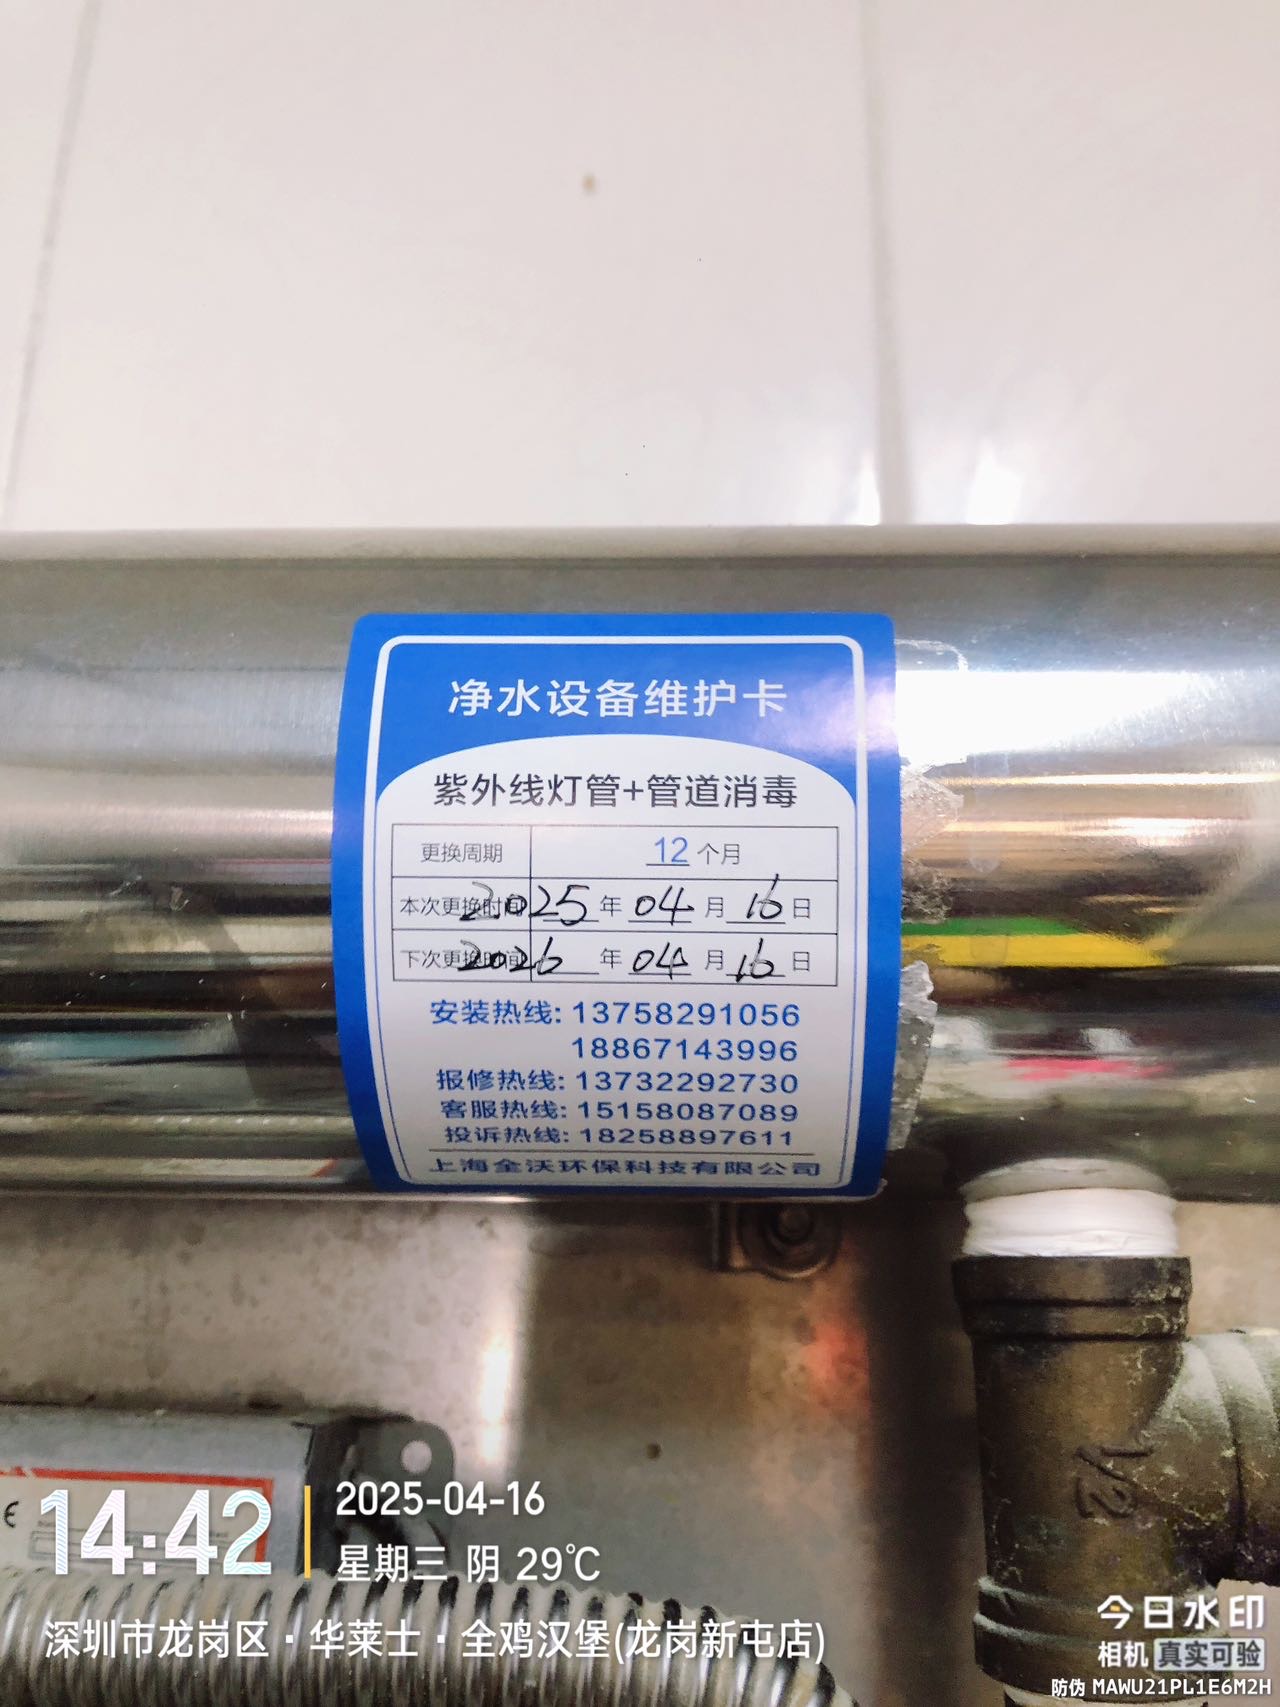 净水设备维护卡
紫外线灯管+管道消毒
更换周期 12 个月
本次更换时间 2025 年 04 月 16 日
下次更换时间 2026 年 04 月 16 日
安装热线: 13758291056
18867143996
报修热线: 13732292730
客服热线: 15158087089
投诉热线: 18258897611
上海全沃环保科技有限公司
1/2
CE
14:42
2025-04-16
星期三 阴 29℃
深圳市龙岗区·华莱士·全鸡汉堡(龙岗新屯店)
今日水印
相机 真实可验
防伪 MAWU21PL1E6M2H